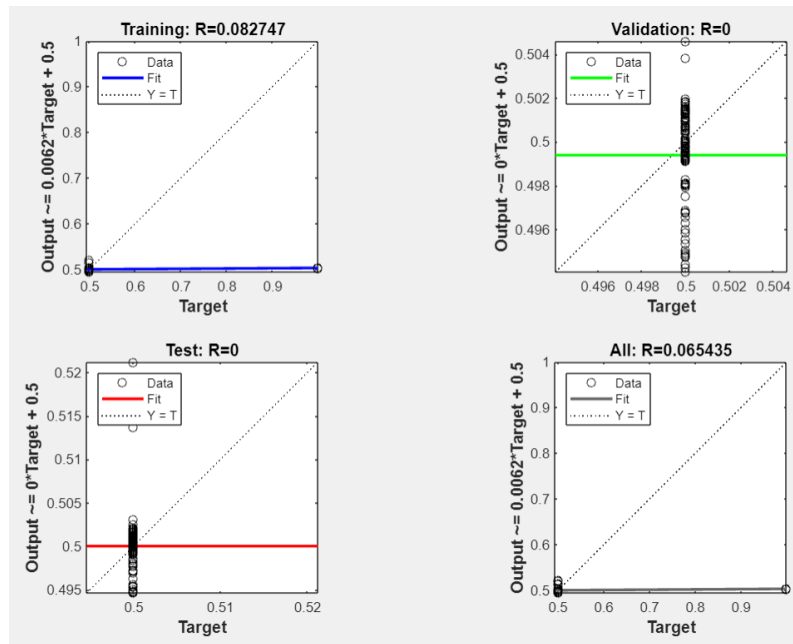 Training: R=0.082747
Output ~= 0.0062*Target + 0.5
1
0.9
0.8
0.7
0.6
0.5
Data
Fit
Y = T
0.5 0.6 0.7 0.8 0.9
Target
Validation: R=0
Output ~= 0*Target + 0.5
0.504
0.502
0.5
0.498
0.496
Data
Fit
Y = T
0.496 0.498 0.5 0.502 0.504
Target
Test: R=0
Output ~= 0*Target + 0.5
0.52
0.515
0.51
0.505
0.5
0.495
Data
Fit
Y = T
0.5 0.51 0.52
Target
All: R=0.065435
Output ~= 0.0062*Target + 0.5
1
0.9
0.8
0.7
0.6
0.5
Data
Fit
Y = T
0.5 0.6 0.7 0.8 0.9
Target